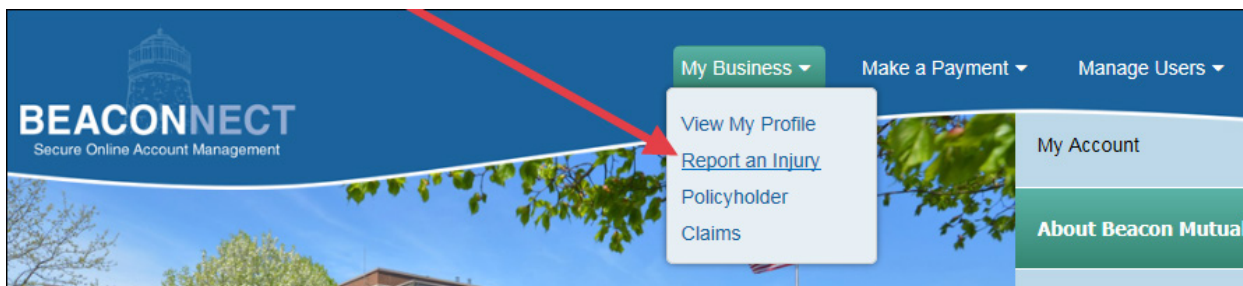 BEACONNECT
Secure Online Account Management
My Business
Make a Payment
Manage Users
View My Profile
Report an Injury
Policyholder
Claims
My Account
About Beacon Mutual